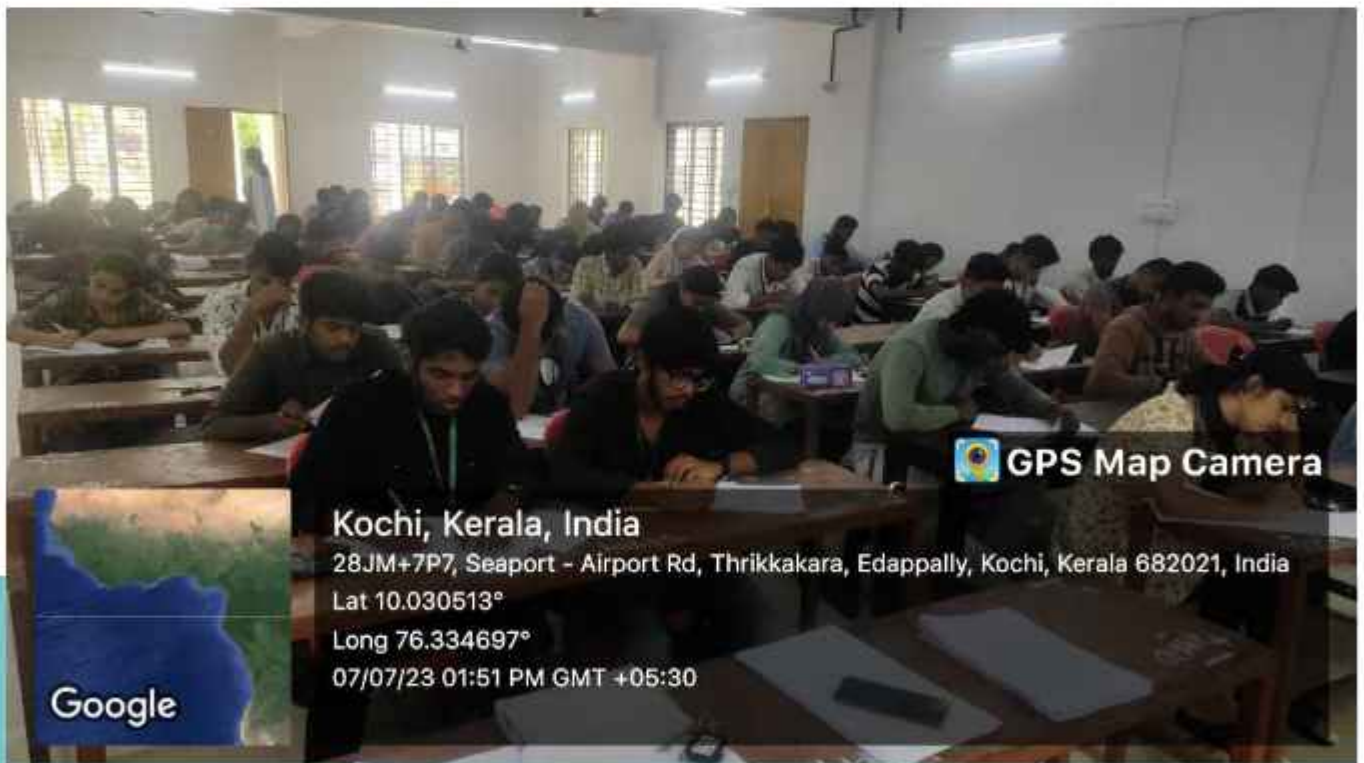 GPS Map Camera
Kochi, Kerala, India
28JM+7P7, Seaport - Airport Rd, Thrikkakara, Edappally, Kochi, Kerala 682021, India
Lat 10.030513°
Long 76.334697°
07/07/23 01:51 PM GMT +05:30
Google